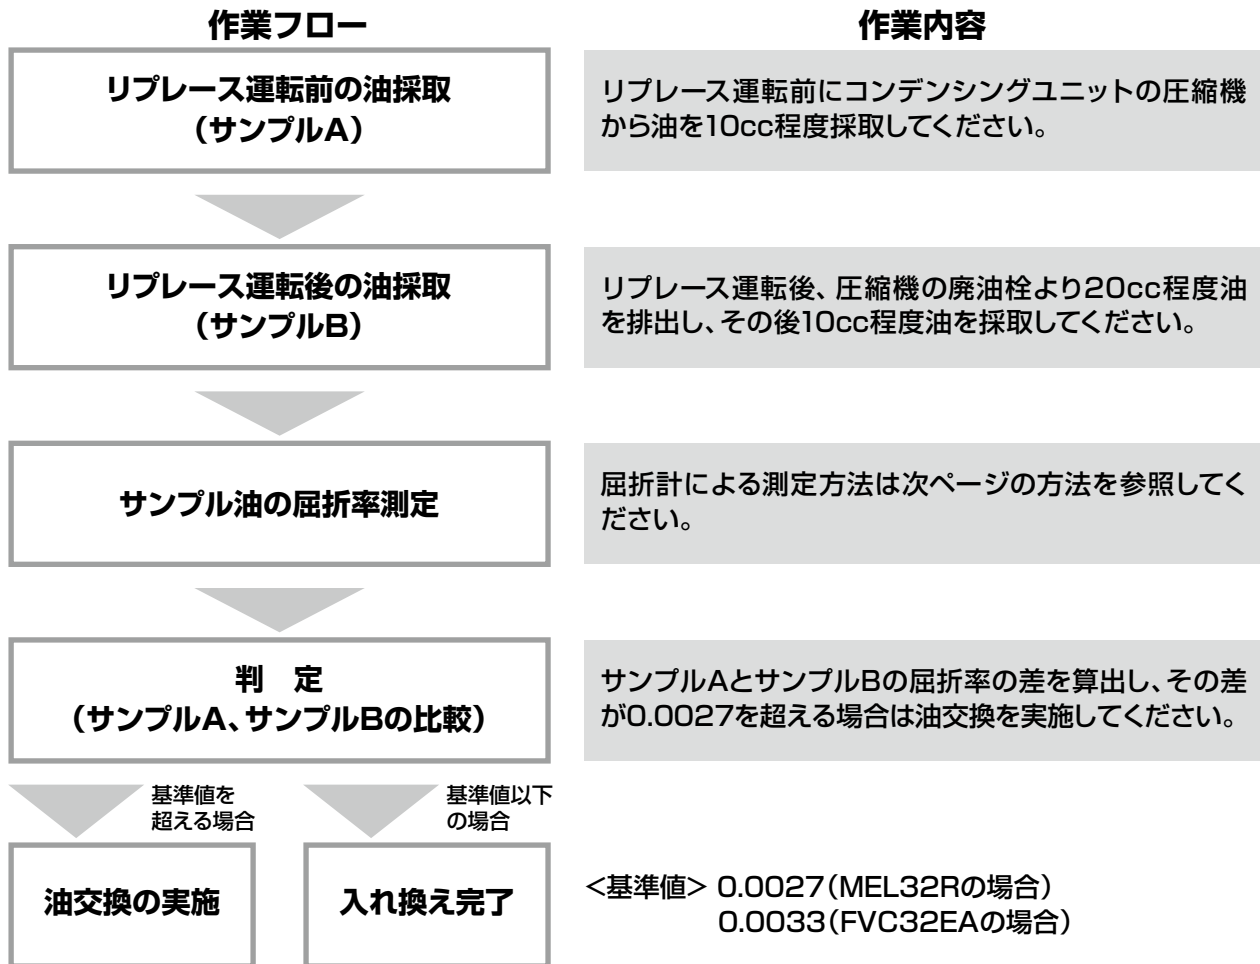 作業フロー
作業内容
リプレース運転前の油採取
（サンプルA）
リプレース運転前にコンデンシングユニットの圧縮機
から油を10cc程度採取してください。
リプレース運転後の油採取
（サンプルB）
リプレース運転後、圧縮機の廃油栓より20cc程度油
を排出し、その後10cc程度油を採取してください。
サンプル油の屈折率測定
屈折計による測定方法は次ページの方法を参照してく
ださい。
判　定
（サンプルA、サンプルBの比較）
サンプルAとサンプルBの屈折率の差を算出し、その差
が0.0027を超える場合は油交換を実施してください。
基準値を
超える場合
基準値以下
の場合
油交換の実施
入れ換え完了
＜基準値＞ 0.0027（MEL32Rの場合）
0.0033（FVC32EAの場合）